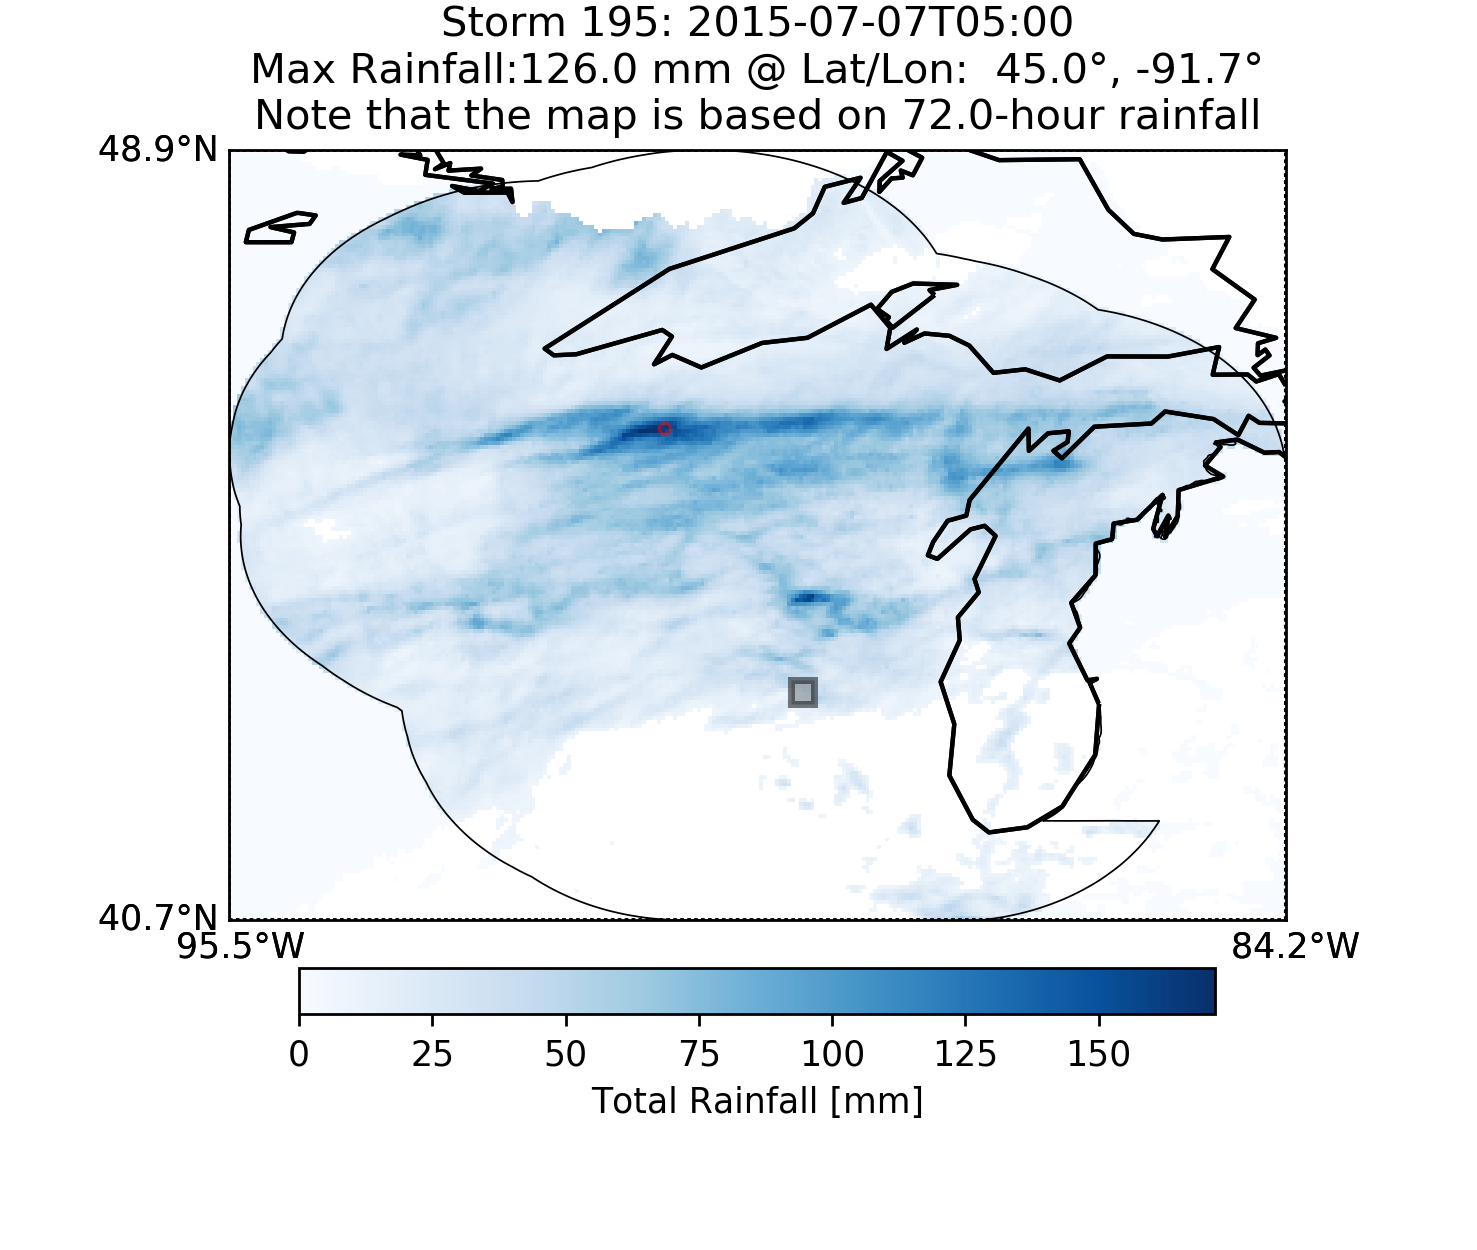 Storm 195: 2015-07-07T05:00
Max Rainfall:126.0 mm @ Lat/Lon:  45.0°, -91.7°
Note that the map is based on 72.0-hour rainfall
48.9°N
40.7°N
95.5°W 84.2°W
0 25 50 75 100 125 150
Total Rainfall [mm]